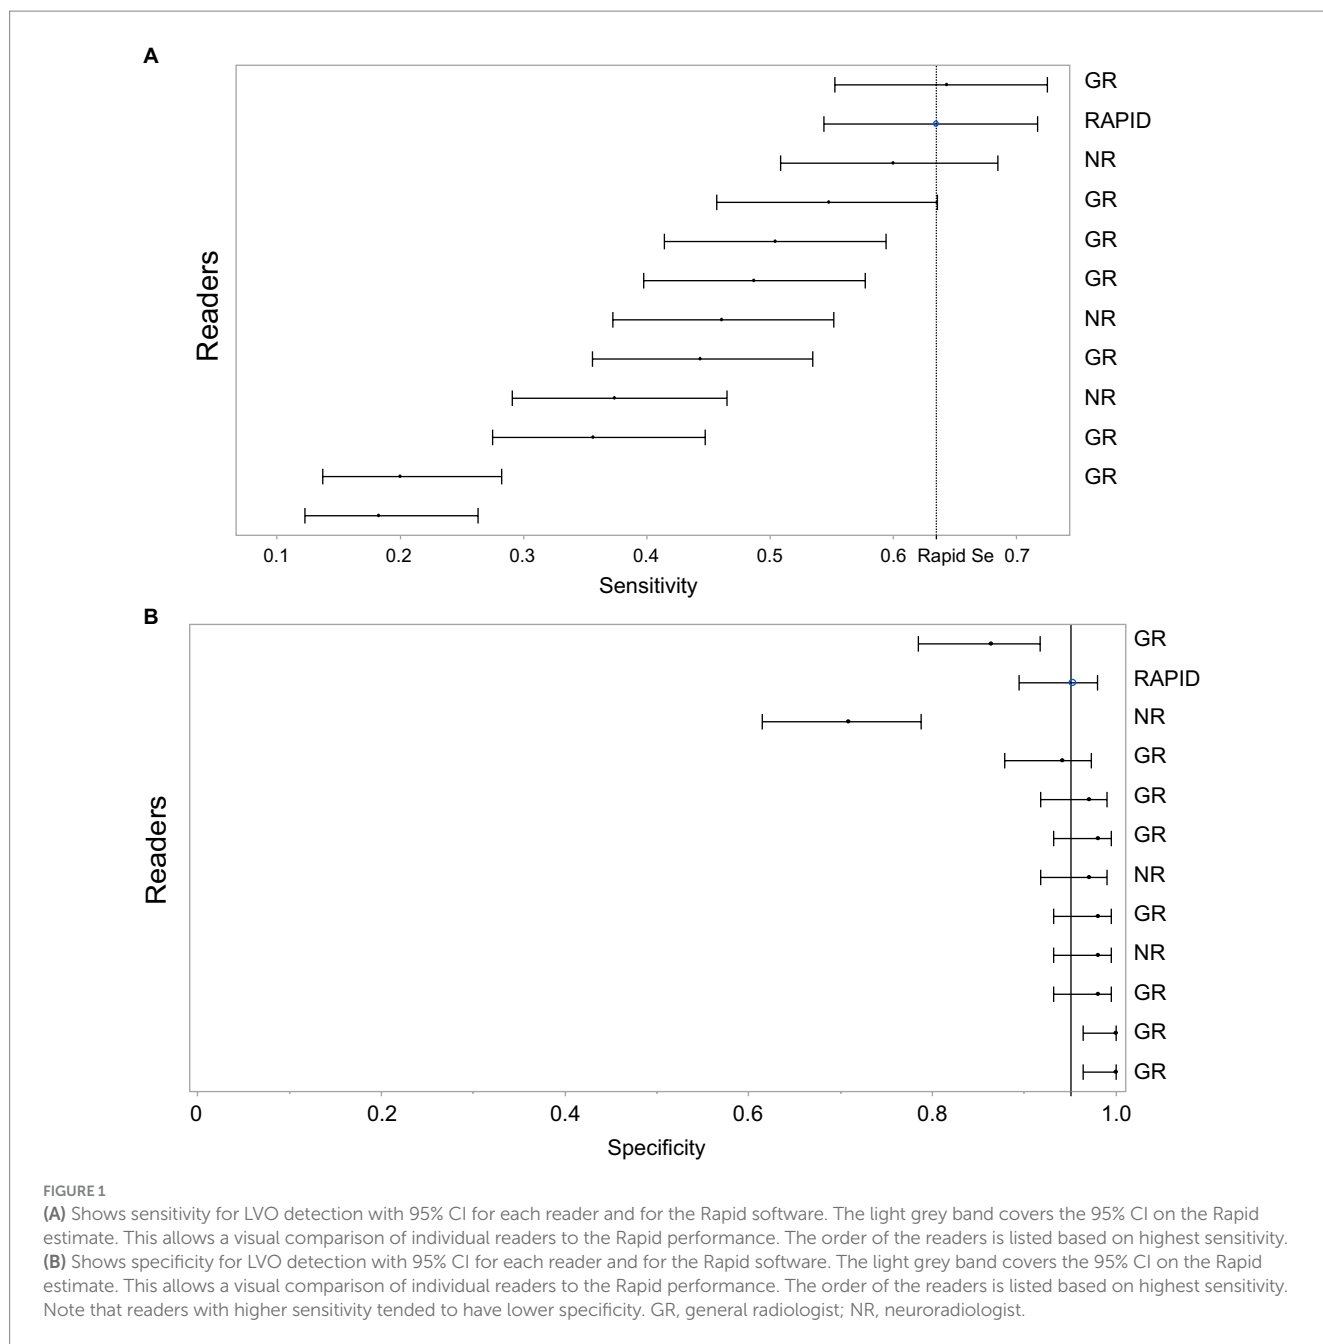 A
GR
RAPID
NR
GR
GR
GR
NR
GR
NR
GR
GR
Readers
0.1 0.2 0.3 0.4 0.5 0.6 Rapid Se 0.7
Sensitivity
B
GR
RAPID
NR
GR
GR
GR
NR
GR
NR
GR
GR
GR
Readers
0 0.2 0.4 0.6 0.8 1.0
Specificity
FIGURE 1
(A) Shows sensitivity for LVO detection with 95% CI for each reader and for the Rapid software. The light grey band covers the 95% CI on the Rapid
estimate. This allows a visual comparison of individual readers to the Rapid performance. The order of the readers is listed based on highest sensitivity.
(B) Shows specificity for LVO detection with 95% CI for each reader and for the Rapid software. The light grey band covers the 95% CI on the Rapid
estimate. This allows a visual comparison of individual readers to the Rapid performance. The order of the readers is listed based on highest sensitivity.
Note that readers with higher sensitivity tended to have lower specificity. GR, general radiologist; NR, neuroradiologist.